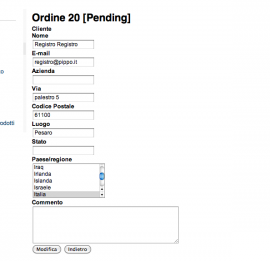 Ordine 20 [Pending]
Cliente
Nome
Registro Registro
E-mail
registro@pippo.it
Azienda
Via
palestro 5
Codice Postale
61100
Luogo
Pesaro
Stato
Paese/regione
Iraq
Irlanda
Islanda
Israele
Italia
Commento
Modifica
Indietro
odotti